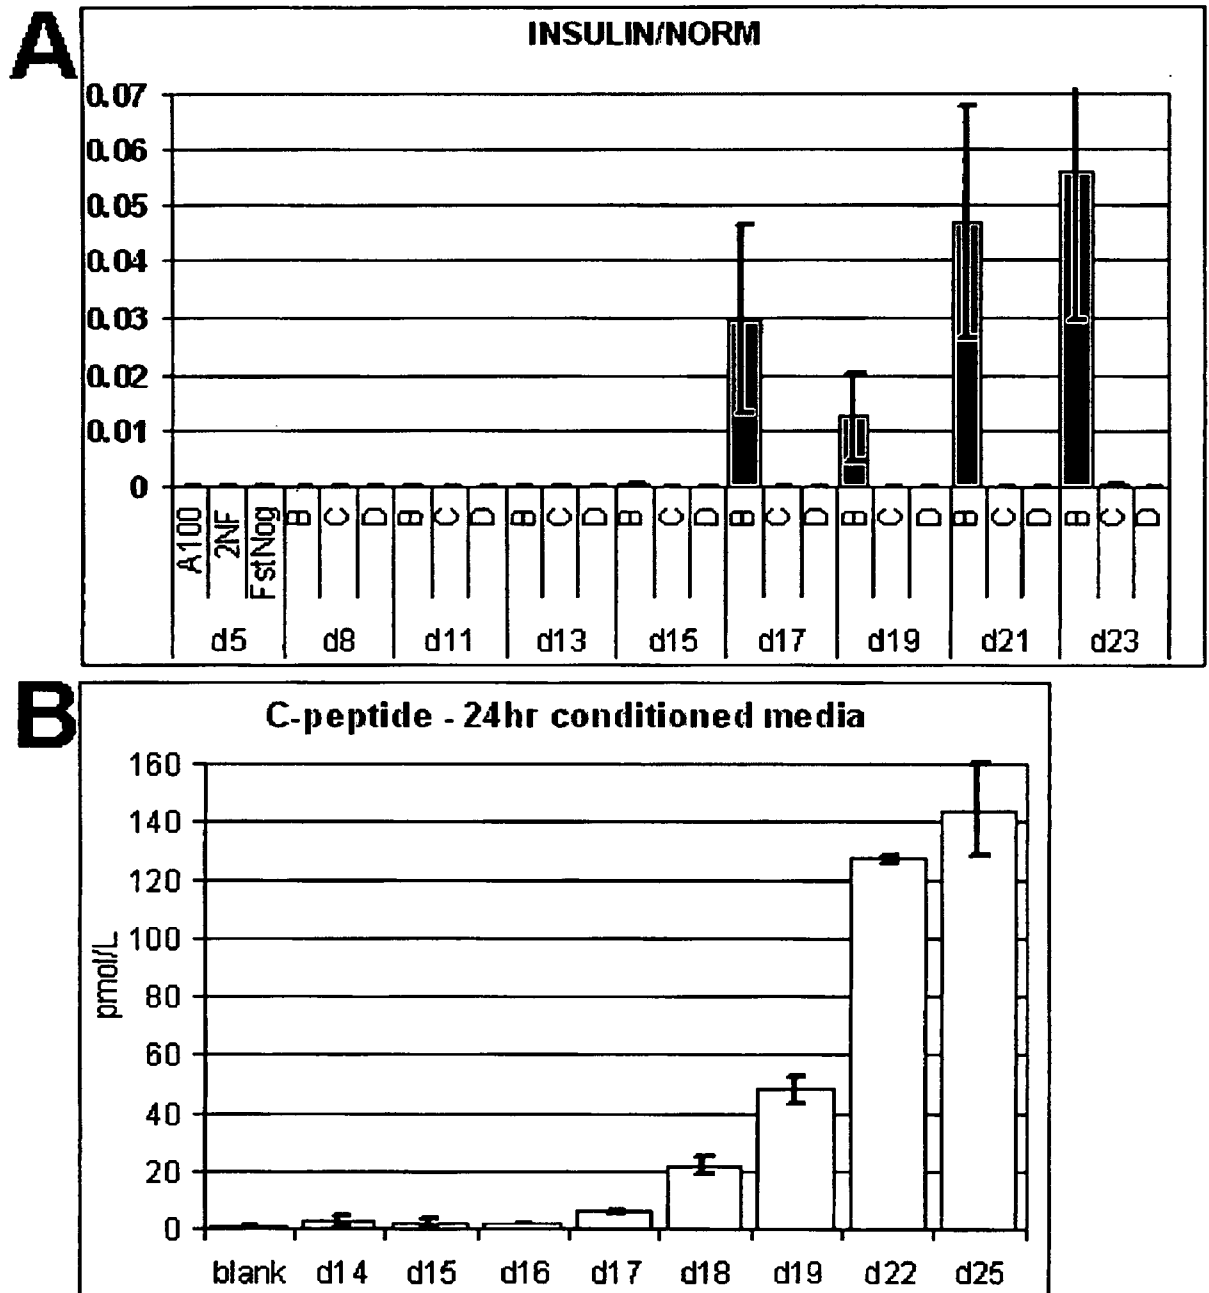 A
INSULIN/NORM
0.07
0.06
0.05
0.04
0.03
0.02
0.01
0
A100 2NF FstNog B C D B C D B C D B C D B C D B C D B C D B C D
d5 d8 d11 d13 d15 d17 d19 d21 d23
B
C-peptide - 24hr conditioned media
160
140
120
100
80
60
40
20
0
pmol/L
blank d14 d15 d16 d17 d18 d19 d22 d25